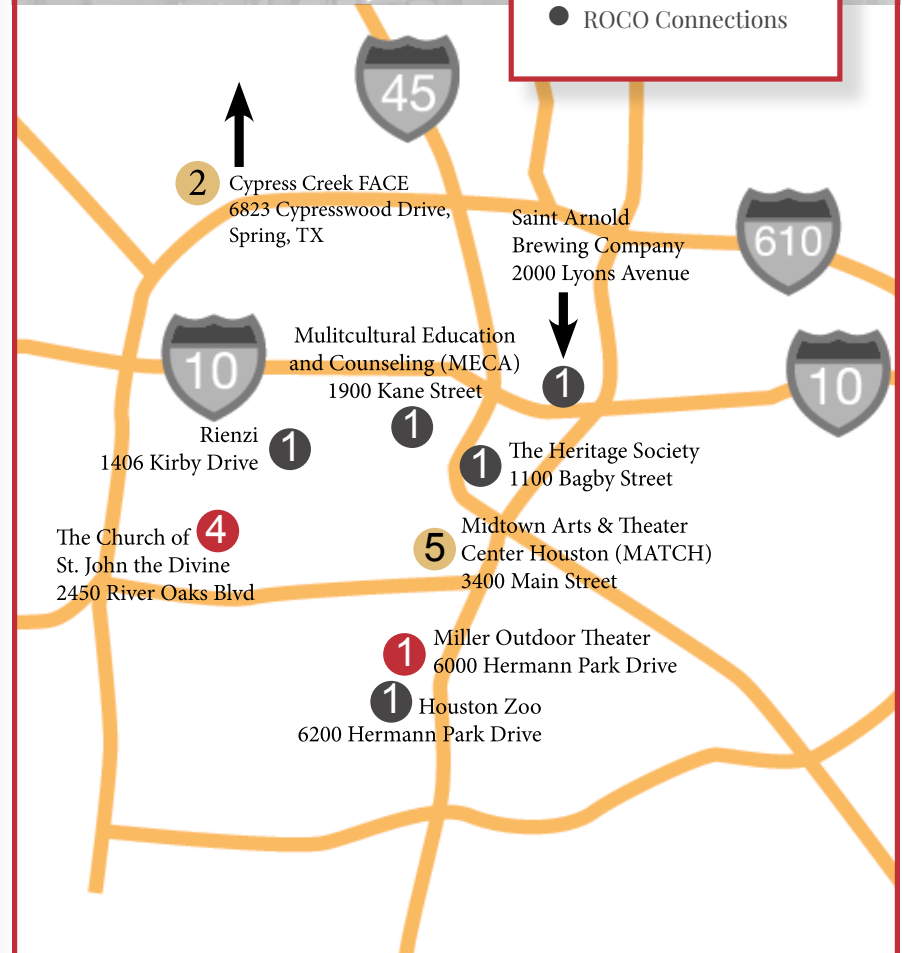 ROCO Connections
45
2
Cypress Creek FACE
6823 Cypresswood Drive,
Spring, TX
Saint Arnold
Brewing Company
2000 Lyons Avenue
610
10
Mulitcultural Education
and Counseling (MECA)
1900 Kane Street
1
10
1
Rienzi
1406 Kirby Drive
1
1
The Heritage Society
1100 Bagby Street
4
The Church of
St. John the Divine
2450 River Oaks Blvd
5
Midtown Arts & Theater
Center Houston (MATCH)
3400 Main Street
1
Miller Outdoor Theater
6000 Hermann Park Drive
1
Houston Zoo
6200 Hermann Park Drive